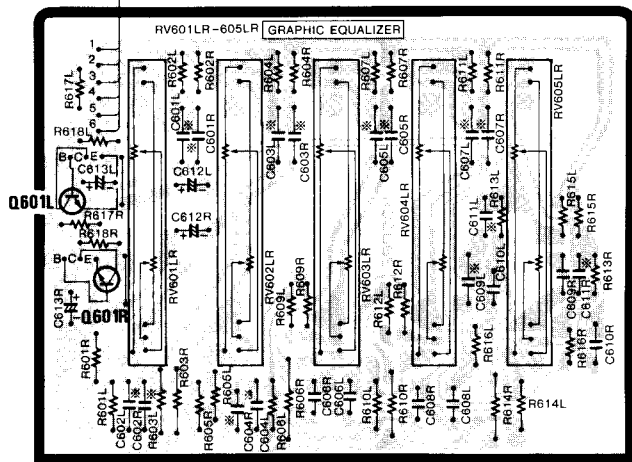 RV601LR-605LR GRAPHIC EQUALIZER
1
2
3
4
5
6
R617L
R618L
B C E
C613L
Q601L
R617R
R618R
B C E
Q601R
C613R
R601R
RV601LR
R602L
R602R
C601L
※
※
C601R
C612L
C612R
RV602LR
R604L
R604R
C603L
※
※
C603R
R609L
R609R
RV603LR
R607L
R607R
※
※
C605L
C605R
R612L
R612R
RV604LR
R611L
R611R
※
※
C607L
C607R
C611L
※
R613L
C609L
※
C610L
R616L
RV605LR
R615L
R615R
C609R
※
C611R
R613R
R616R
C610R
R601L
C602L
※
C602R
※
R603L
R603R
R605R
R605L
※
C604R
※
C604L
R608L
R606R
C606R
C606L
R610L
R610R
C608R
C608L
R614R
R614L